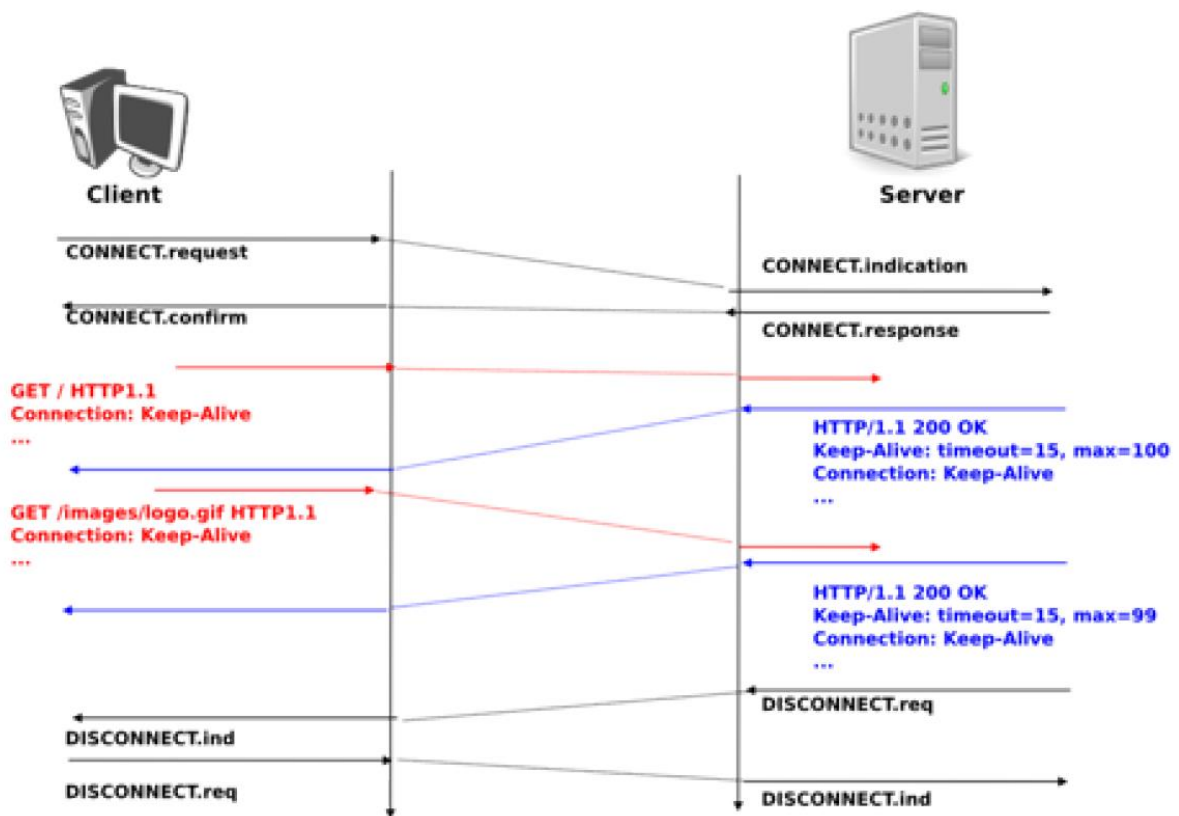 Client
Server
CONNECT.request
CONNECT.indication
CONNECT.confirm
CONNECT.response
GET / HTTP1.1
Connection: Keep-Alive
...
HTTP/1.1 200 OK
Keep-Alive: timeout=15, max=100
Connection: Keep-Alive
...
GET /images/logo.gif HTTP1.1
Connection: Keep-Alive
...
HTTP/1.1 200 OK
Keep-Alive: timeout=15, max=99
Connection: Keep-Alive
...
DISCONNECT.req
DISCONNECT.ind
DISCONNECT.req
DISCONNECT.ind